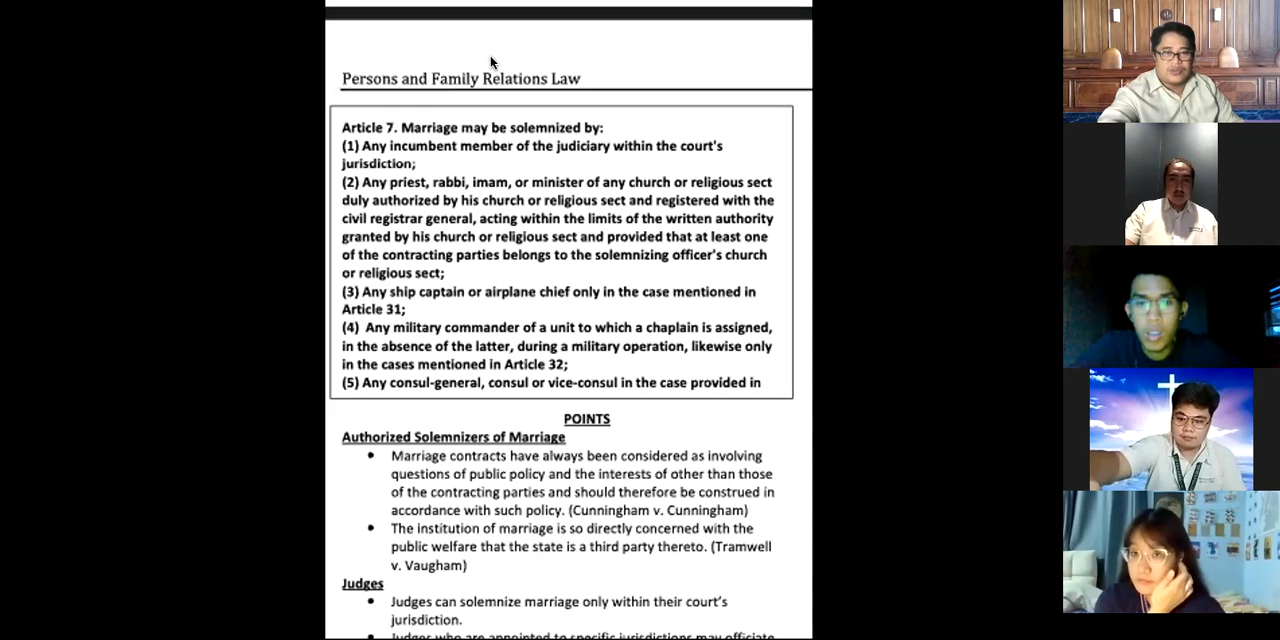 Persons and Family Relations Law
Article 7. Marriage may be solemnized by:
(1) Any incumbent member of the judiciary within the court's
jurisdiction;
(2) Any priest, rabbi, imam, or minister of any church or religious sect
duly authorized by his church or religious sect and registered with the
civil registrar general, acting within the limits of the written authority
granted by his church or religious sect and provided that at least one
of the contracting parties belongs to the solemnizing officer's church
or religious sect;
(3) Any ship captain or airplane chief only in the case mentioned in
Article 31;
(4) Any military commander of a unit to which a chaplain is assigned,
in the absence of the latter, during a military operation, likewise only
in the cases mentioned in Article 32;
(5) Any consul-general, consul or vice-consul in the case provided in
POINTS
Authorized Solemnizers of Marriage
• Marriage contracts have always been considered as involving
questions of public policy and the interests of other than those
of the contracting parties and should therefore be construed in
accordance with such policy. (Cunningham v. Cunningham)
• The institution of marriage is so directly concerned with the
public welfare that the state is a third party thereto. (Tramwell
v. Vaugham)
Judges
• Judges can solemnize marriage only within their court's
jurisdiction.
• Judges who are appointed to specific jurisdictions may officiate